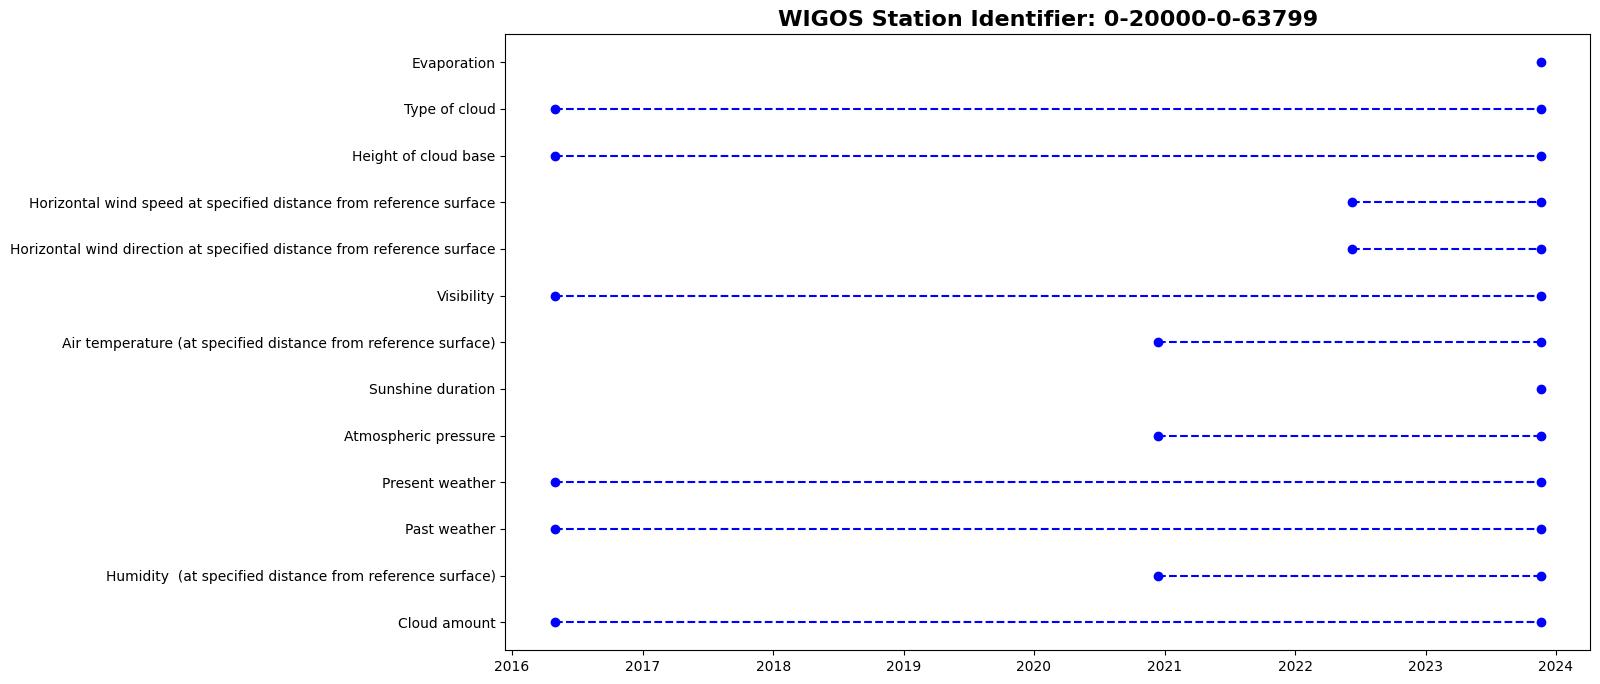 WIGOS Station Identifier: 0-20000-0-63799
Evaporation
Type of cloud
Height of cloud base
Horizontal wind speed at specified distance from reference surface
Horizontal wind direction at specified distance from reference surface
Visibility
Air temperature (at specified distance from reference surface)
Sunshine duration
Atmospheric pressure
Present weather
Past weather
Humidity  (at specified distance from reference surface)
Cloud amount
2016 2017 2018 2019 2020 2021 2022 2023 2024